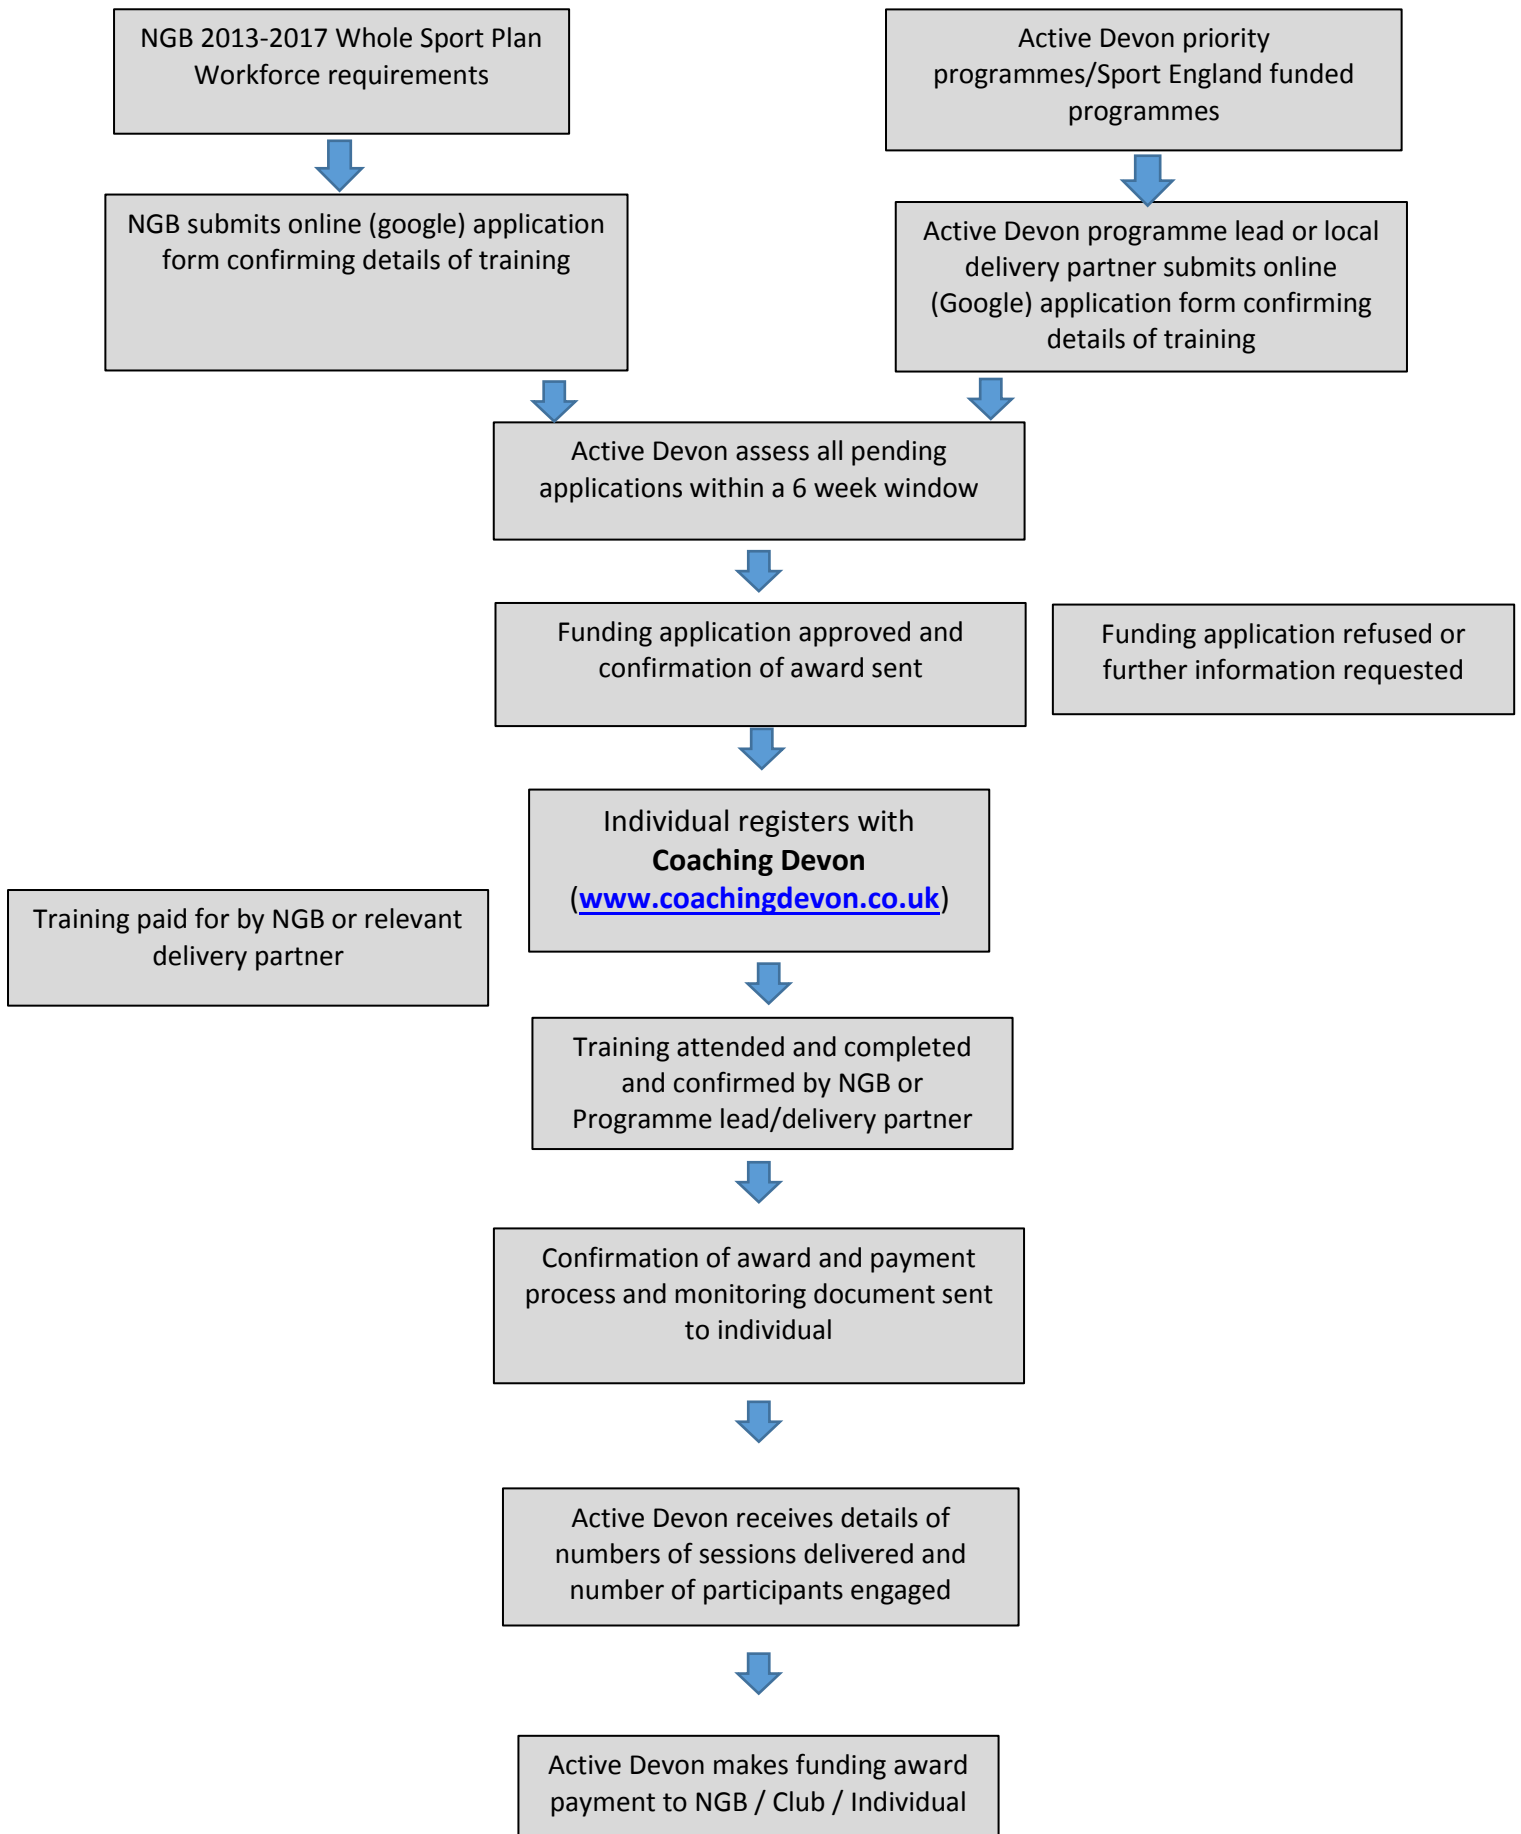 NGB 2013-2017 Whole Sport Plan
Workforce requirements
Active Devon priority
programmes/Sport England funded
programmes
NGB submits online (google) application
form confirming details of training
Active Devon programme lead or local
delivery partner submits online
(Google) application form confirming
details of training
Active Devon assess all pending
applications within a 6 week window
Funding application approved and
confirmation of award sent
Funding application refused or
further information requested
Individual registers with
Coaching Devon
(www.coachingdevon.co.uk)
Training paid for by NGB or relevant
delivery partner
Training attended and completed
and confirmed by NGB or
Programme lead/delivery partner
Confirmation of award and payment
process and monitoring document sent
to individual
Active Devon receives details of
numbers of sessions delivered and
number of participants engaged
Active Devon makes funding award
payment to NGB / Club / Individual